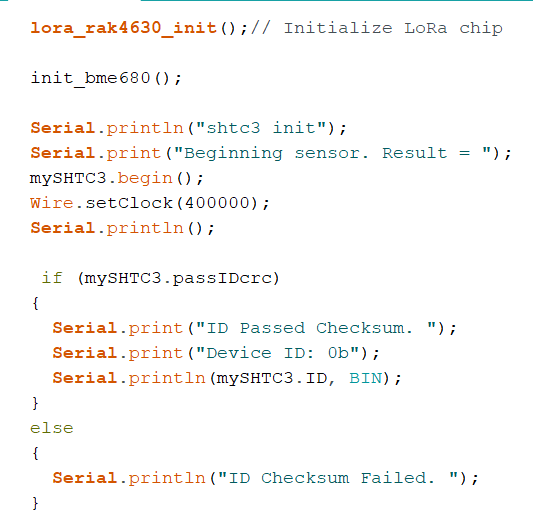 lora_rak4630_init();// Initialize LoRa chip
init_bme680();
Serial.println("shtc3 init");
Serial.print("Beginning sensor. Result = ");
mySHTC3.begin();
Wire.setClock(400000);
Serial.println();
if (mySHTC3.passIDcrc)
{
Serial.print("ID Passed Checksum. ");
Serial.print("Device ID: 0b");
Serial.println(mySHTC3.ID, BIN);
}
else
{
Serial.println("ID Checksum Failed. ");
}